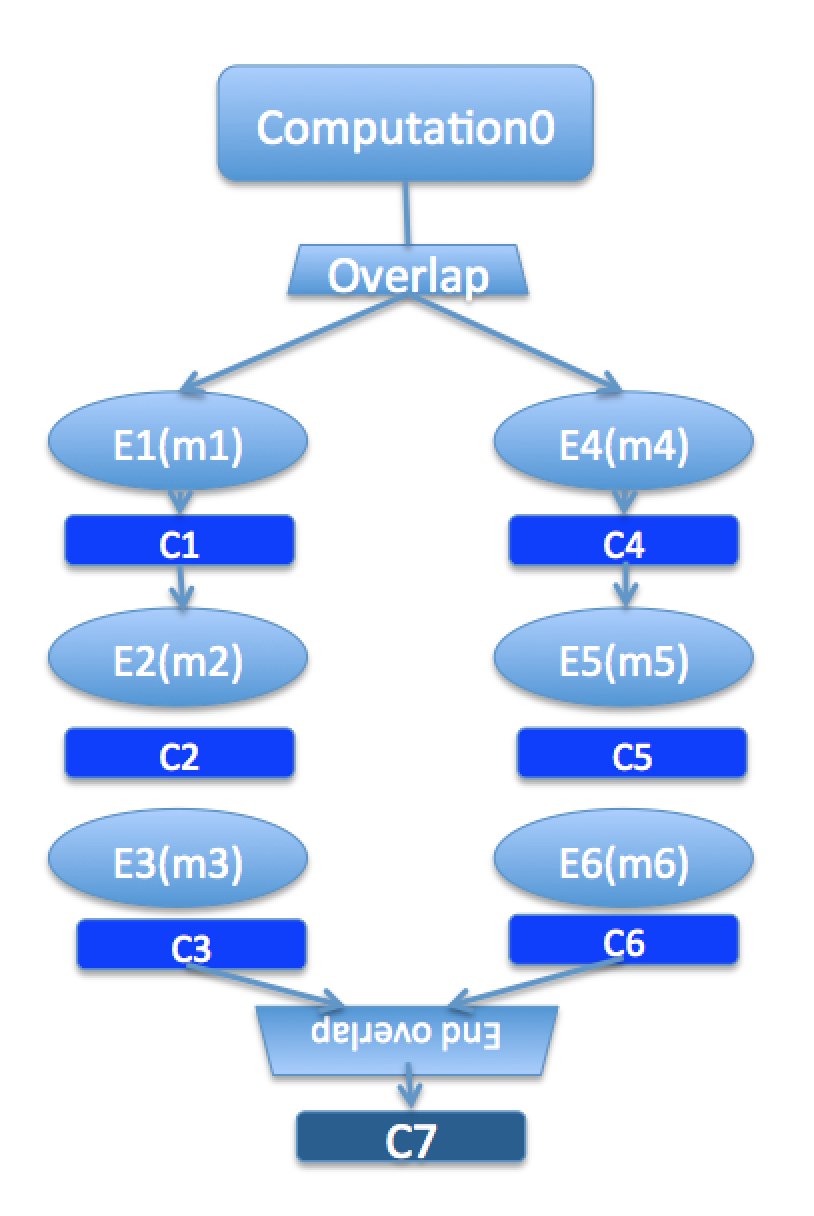 Computation0
Overlap
E1(m1)
E4(m4)
C1
C4
E2(m2)
E5(m5)
C2
C5
E3(m3)
E6(m6)
C3
C6
End overlap
C7